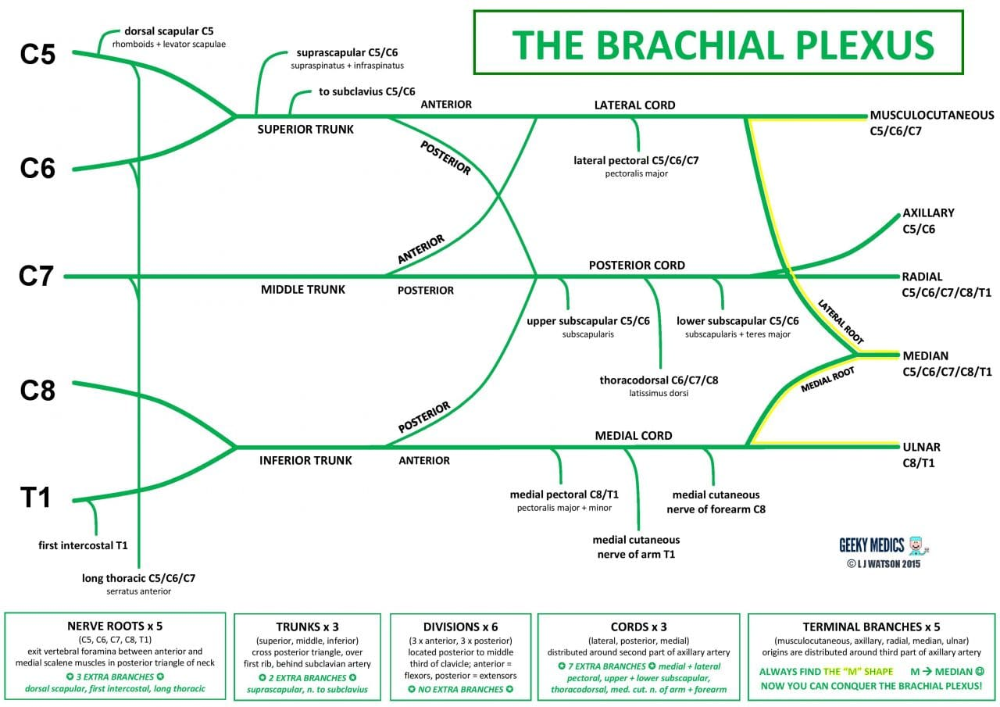 THE BRACHIAL PLEXUS
C5
dorsal scapular C5
rhomboids + levator scapulae
suprascapular C5/C6
supraspinatus + infraspinatus
to subclavius C5/C6
SUPERIOR TRUNK
ANTERIOR
POSTERIOR
LATERAL CORD
lateral pectoral C5/C6/C7
pectoralis major
MUSCULOCUTANEOUS
C5/C6/C7
C6
AXILLARY
C5/C6
C7
MIDDLE TRUNK
ANTERIOR
POSTERIOR
POSTERIOR CORD
RADIAL
C5/C6/C7/C8/T1
upper subscapular C5/C6
subscapularis
lower subscapular C5/C6
subscapularis + teres major
thoracodorsal C6/C7/C8
latissimus dorsi
LATERAL ROOT
MEDIAN
C5/C6/C7/C8/T1
MEDIAL ROOT
C8
POSTERIOR
INFERIOR TRUNK
ANTERIOR
MEDIAL CORD
ULNAR
C8/T1
T1
medial pectoral C8/T1
pectoralis major + minor
medial cutaneous
nerve of forearm C8
medial cutaneous
nerve of arm T1
first intercostal T1
long thoracic C5/C6/C7
serratus anterior
GEEKY MEDICS
© L J WATSON 2015
NERVE ROOTS x 5
(C5, C6, C7, C8, T1)
exit vertebral foramina between anterior and
medial scalene muscles in posterior triangle of neck
✪ 3 EXTRA BRANCHES ✪
dorsal scapular, first intercostal, long thoracic
TRUNKS x 3
(superior, middle, inferior)
cross posterior triangle, over
first rib, behind subclavian artery
✪ 2 EXTRA BRANCHES ✪
suprascapular, n. to subclavius
DIVISIONS x 6
(3 x anterior, 3 x posterior)
located posterior to middle
third of clavicle; anterior =
flexors, posterior = extensors
✪ NO EXTRA BRANCHES ✪
CORDS x 3
(lateral, posterior, medial)
distributed around second part of axillary artery
✪ 7 EXTRA BRANCHES ✪ medial + lateral
pectoral, upper + lower subscapular,
thoracodorsal, med. cut. n. of arm + forearm
TERMINAL BRANCHES x 5
(musculocutaneous, axillary, radial, median, ulnar)
origins are distributed around third part of axillary artery
ALWAYS FIND THE “M” SHAPE M → MEDIAN ☺
NOW YOU CAN CONQUER THE BRACHIAL PLEXUS!